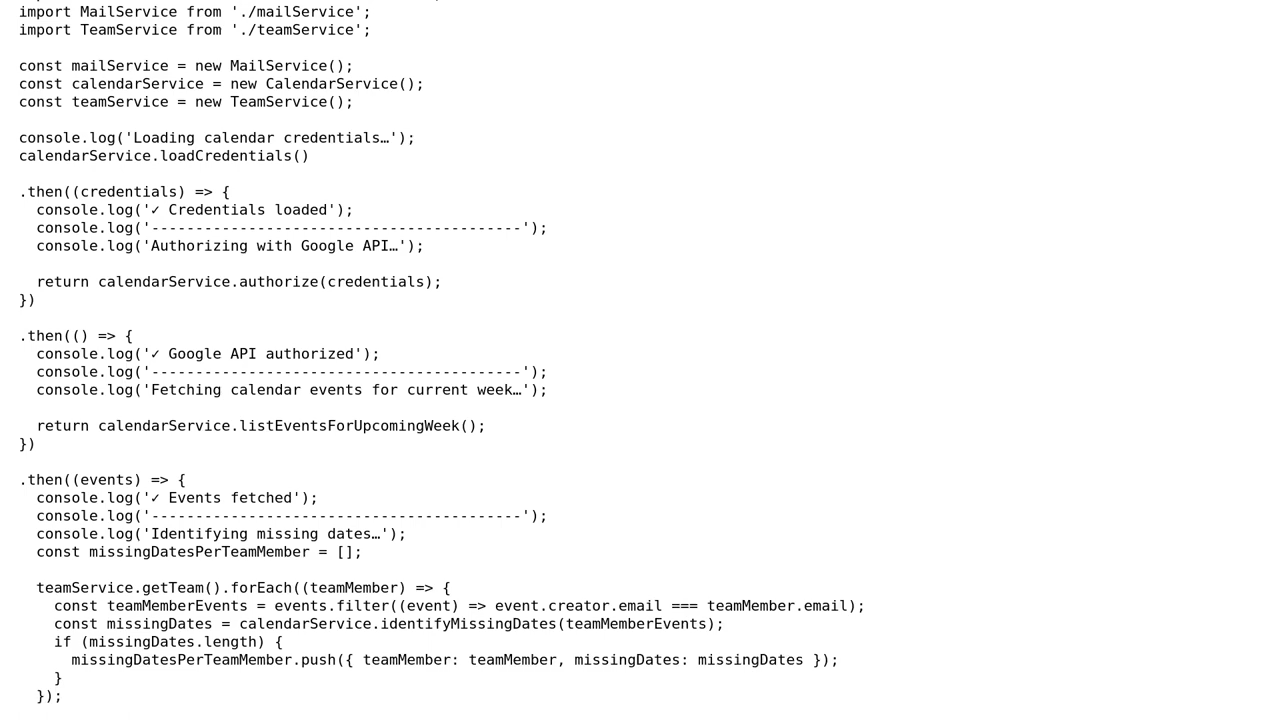 import MailService from './mailService';
import TeamService from './teamService';

const mailService = new MailService();
const calendarService = new CalendarService();
const teamService = new TeamService();

console.log('Loading calendar credentials…');
calendarService.loadCredentials()

.then((credentials) => {
  console.log('✓ Credentials loaded');
  console.log('------------------------------------------');
  console.log('Authorizing with Google API…');

  return calendarService.authorize(credentials);
})

.then(() => {
  console.log('✓ Google API authorized');
  console.log('------------------------------------------');
  console.log('Fetching calendar events for current week…');

  return calendarService.listEventsForUpcomingWeek();
})

.then((events) => {
  console.log('✓ Events fetched');
  console.log('------------------------------------------');
  console.log('Identifying missing dates…');
  const missingDatesPerTeamMember = [];

  teamService.getTeam().forEach((teamMember) => {
    const teamMemberEvents = events.filter((event) => event.creator.email === teamMember.email);
    const missingDates = calendarService.identifyMissingDates(teamMemberEvents);
    if (missingDates.length) {
      missingDatesPerTeamMember.push({ teamMember: teamMember, missingDates: missingDates });
    }
  });